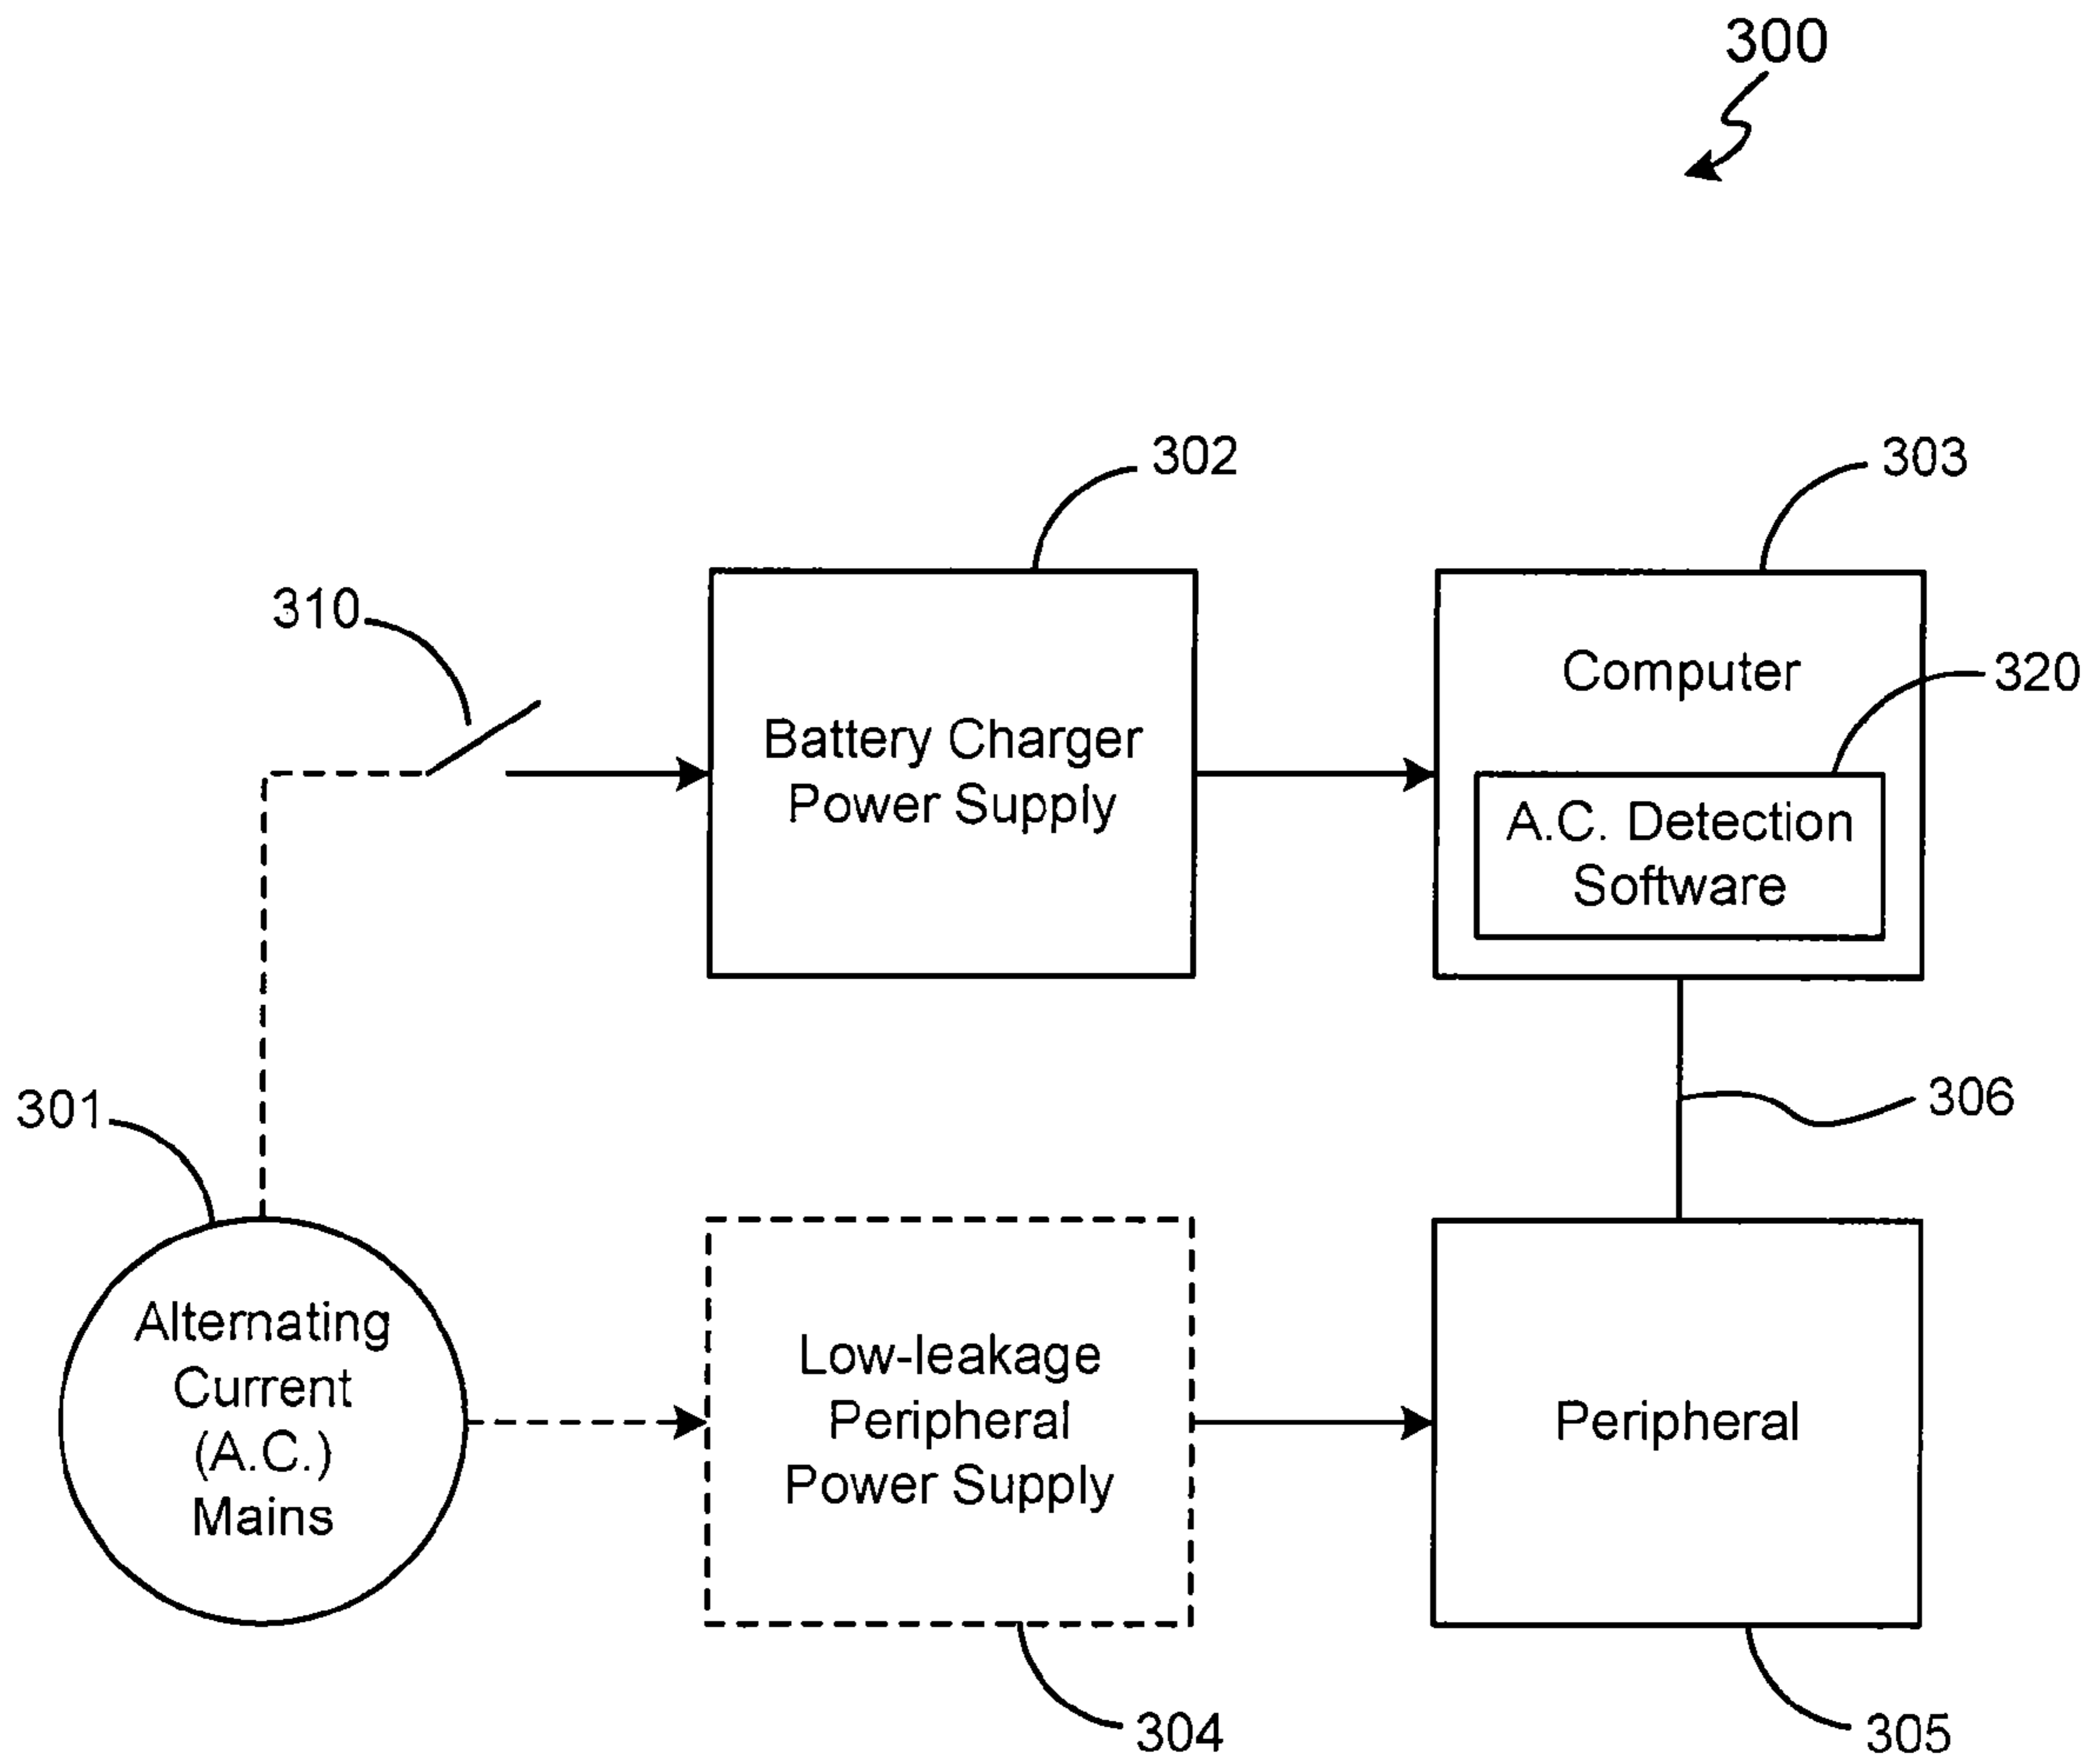 300
302
303
310
Computer
320
Battery Charger
Power Supply
A.C. Detection
Software
301
306
Alternating
Current
(A.C.)
Mains
Low-leakage
Peripheral
Power Supply
Peripheral
304
305